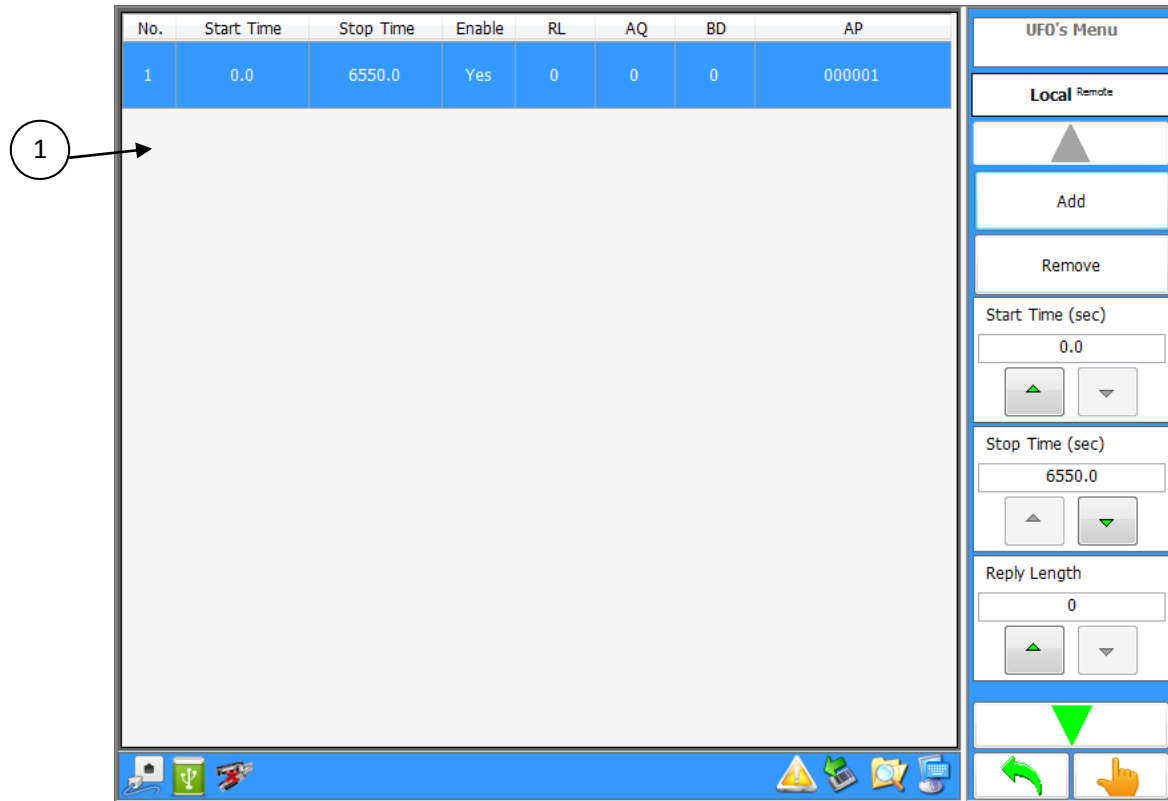 No. Start Time Stop Time Enable RL AQ BD AP
1 0.0 6550.0 Yes 0 0 0 000001
1
UFO's Menu
Local Remote
Add
Remove
Start Time (sec)
0.0
Stop Time (sec)
6550.0
Reply Length
0